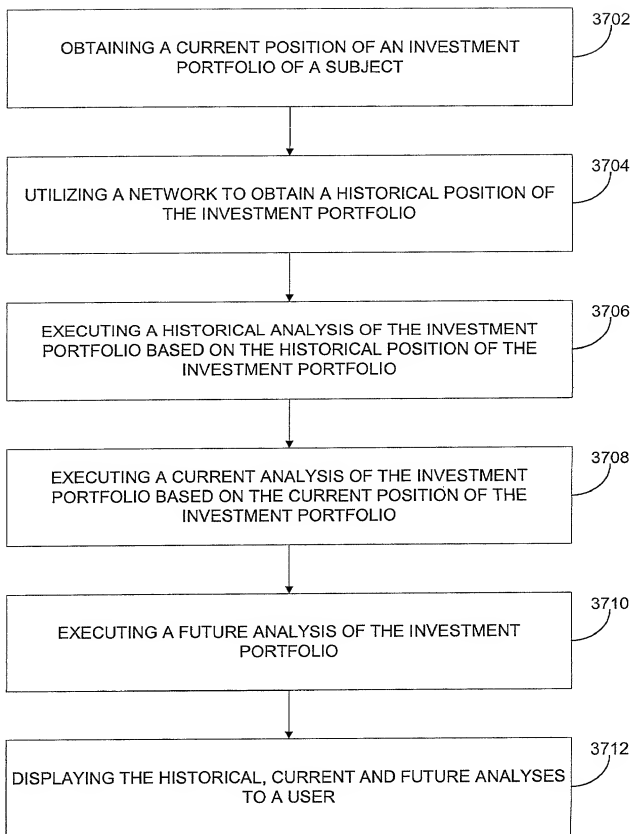 3702
OBTAINING A CURRENT POSITION OF AN INVESTMENT
PORTFOLIO OF A SUBJECT
3704
UTILIZING A NETWORK TO OBTAIN A HISTORICAL POSITION OF
THE INVESTMENT PORTFOLIO
3706
EXECUTING A HISTORICAL ANALYSIS OF THE INVESTMENT
PORTFOLIO BASED ON THE HISTORICAL POSITION OF THE
INVESTMENT PORTFOLIO
3708
EXECUTING A CURRENT ANALYSIS OF THE INVESTMENT
PORTFOLIO BASED ON THE CURRENT POSITION OF THE
INVESTMENT PORTFOLIO
3710
EXECUTING A FUTURE ANALYSIS OF THE INVESTMENT
PORTFOLIO
3712
DISPLAYING THE HISTORICAL, CURRENT AND FUTURE ANALYSES
TO A USER